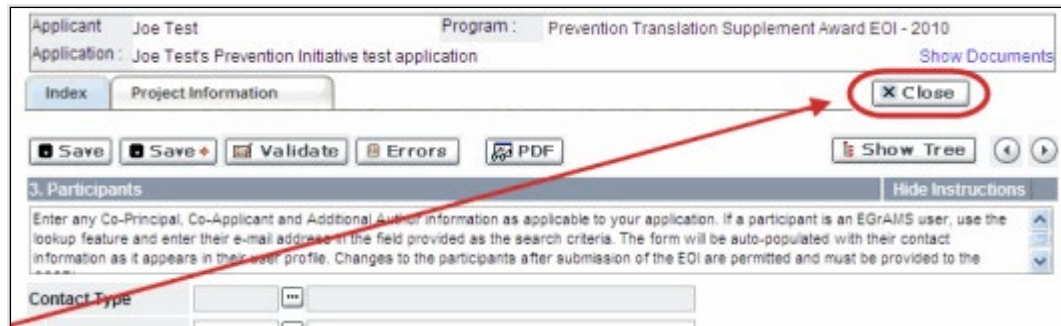 Applicant Joe Test Program : Prevention Translation Supplement Award EOI - 2010
Application : Joe Test's Prevention Initiative test application Show Documents
Index Project Information Close
Save Save Validate Errors PDF Show Tree
3. Participants Hide Instructions
Enter any Co-Principal, Co-Applicant and Additional Author information as applicable to your application. If a participant is an EGrAMS user, use the
lookup feature and enter their e-mail address in the field provided as the search criteria. The form will be auto-populated with their contact
information as it appears in their user profile. Changes to the participants after submission of the EOI are permitted and must be provided to the
Contact Type